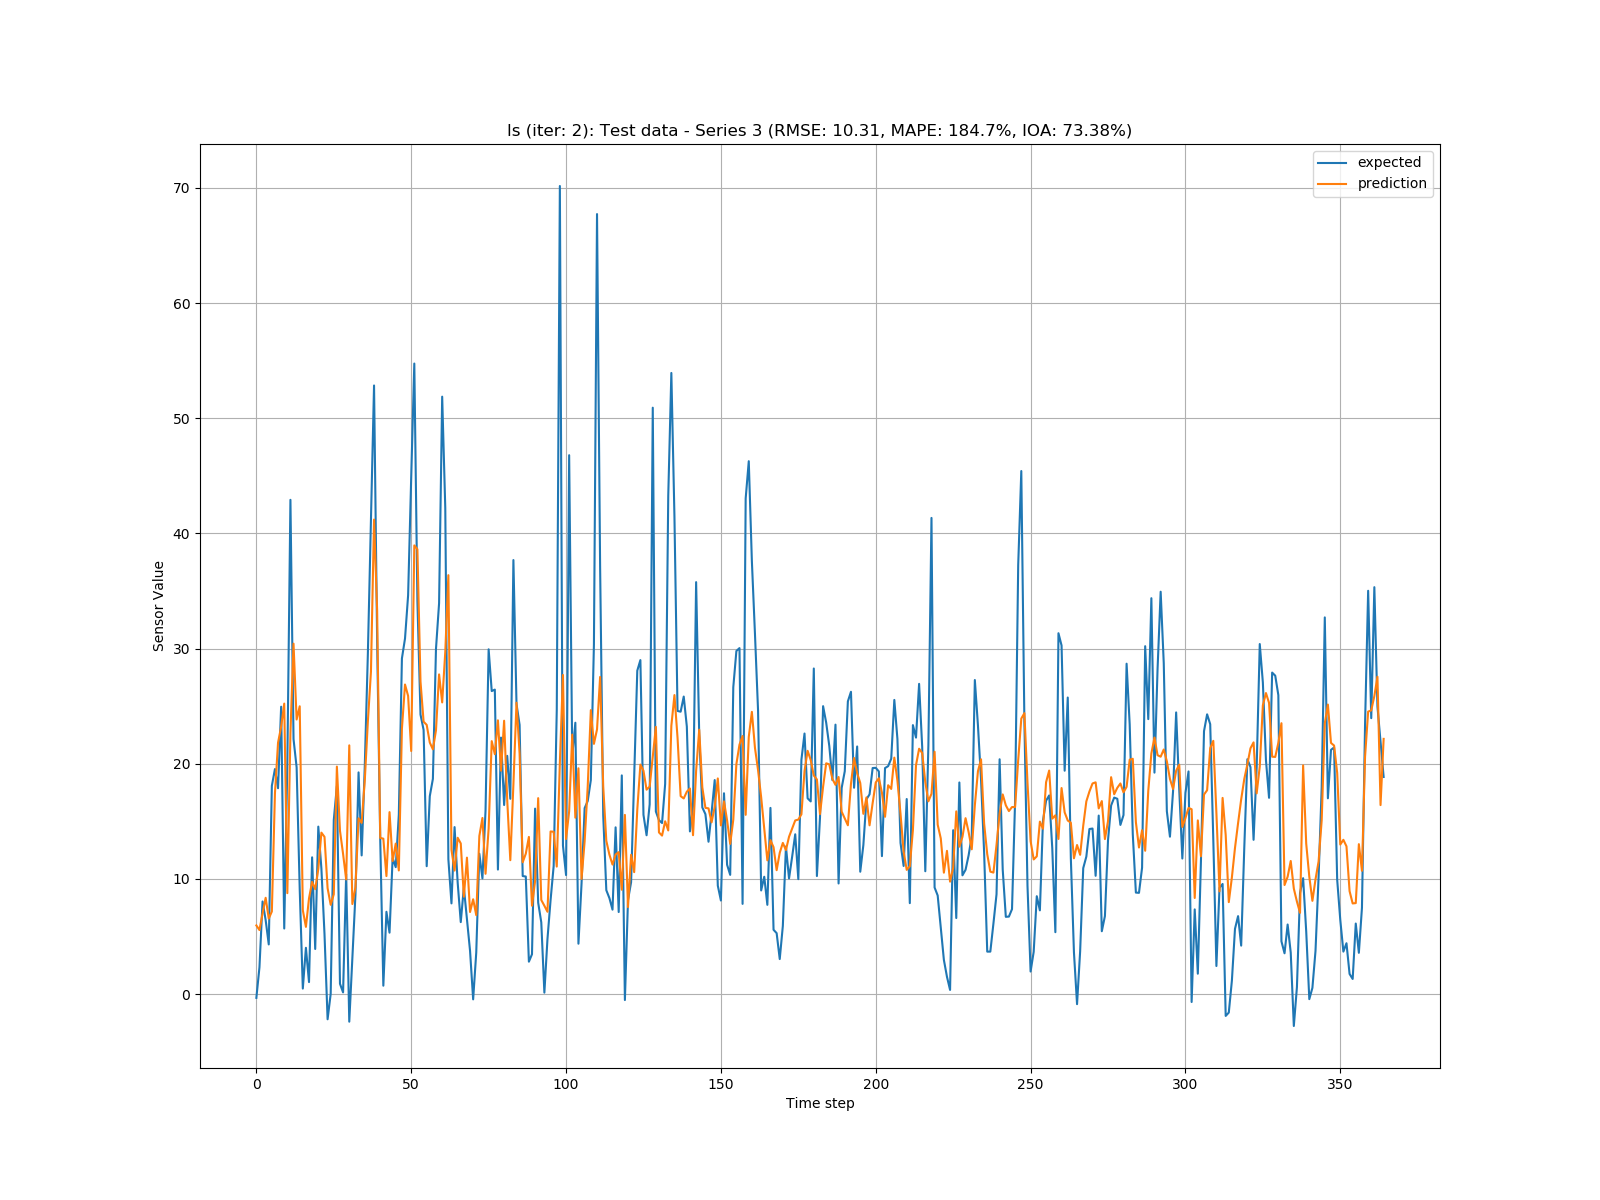 ls (iter: 2): Test data - Series 3 (RMSE: 10.31, MAPE: 184.7%, IOA: 73.38%)
expected
prediction
70
60
50
40
30
20
10
0
Sensor Value
0 50 100 150 200 250 300 350
Time step